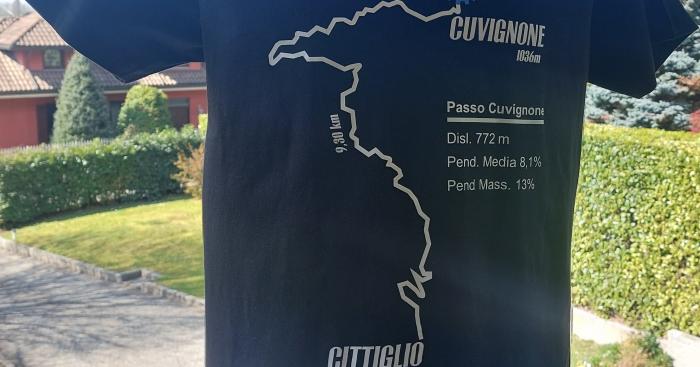 CUVIGNONE
1036m
Passo Cuvignone
Disl. 772 m
9,30 km
Pend. Media 8,1%
Pend Mass. 13%
CITTIGLIO